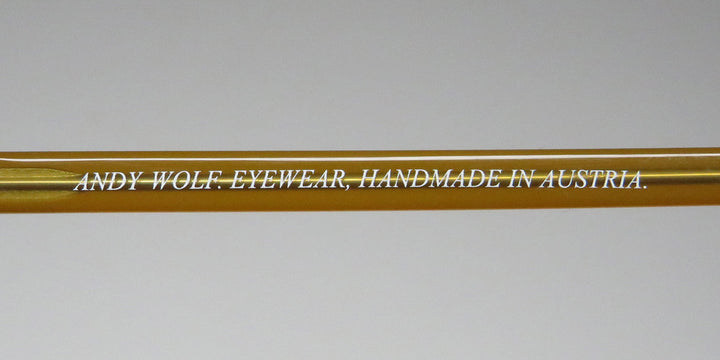 ANDY WOLF. EYEWEAR, HANDMADE IN AUSTRIA.